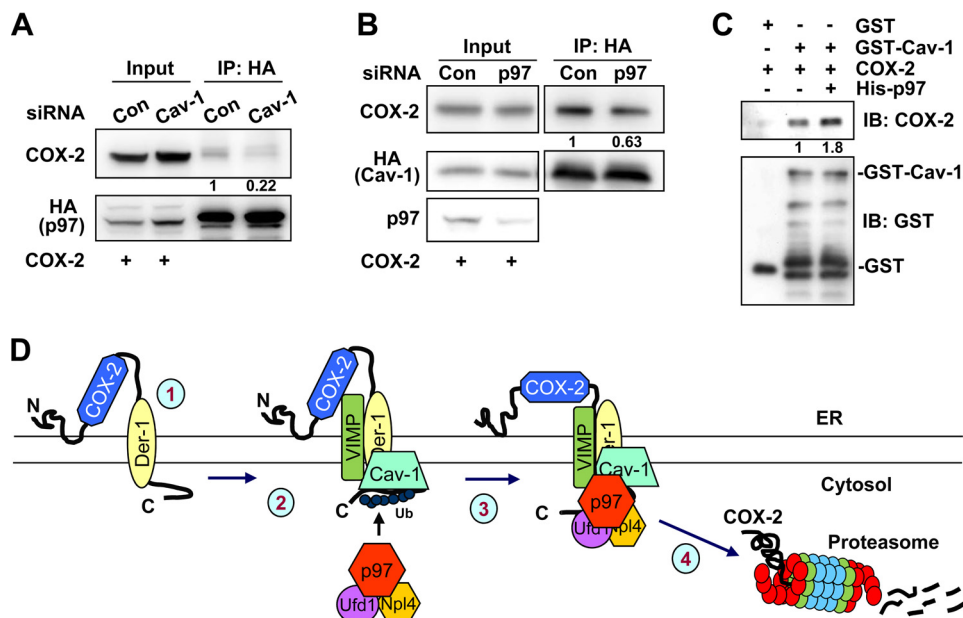 A
Input IP: HA
siRNA Con Cav-1 Con Cav-1
COX-2
1 0.22
HA
(p97)
COX-2 + +
B
Input IP: HA
siRNA Con p97 Con p97
COX-2
1 0.63
HA
(Cav-1)
p97
COX-2 + +
C
+ - - GST
- + + GST-Cav-1
+ + + COX-2
- - + His-p97
IB: COX-2
1 1.8
-GST-Cav-1
IB: GST
-GST
D
COX-2 1
N
Der-1
C
2
COX-2
N
VIMP
Der-1
Cav-1
C
Ub
p97
Ufd1 Npl4
3
COX-2
N
VIMP
er-1
Cav-1
p97
C
Ufd1 Npl4
ER
Cytosol
4
COX-2
Proteasome